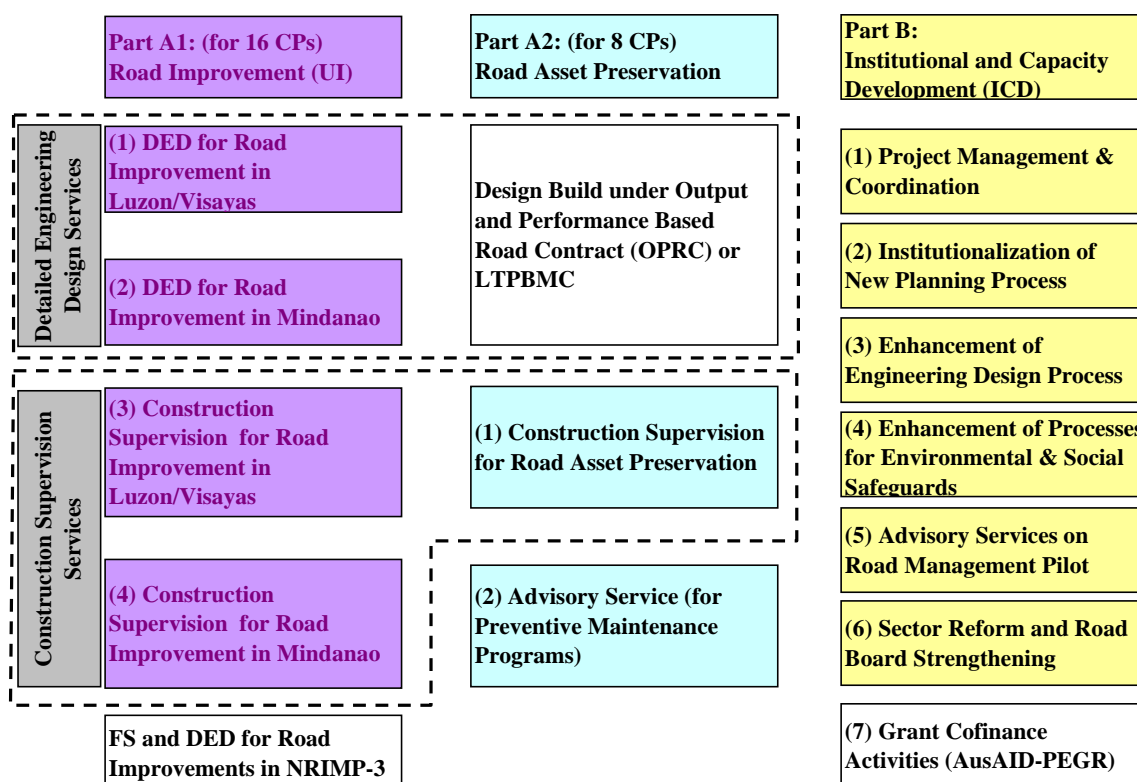 Part A1: (for 16 CPs)
Road Improvement (UI)
Part A2: (for 8 CPs)
Road Asset Preservation
Part B:
Institutional and Capacity
Development (ICD)
Detailed Engineering
Design Services
(1) DED for Road
Improvement in
Luzon/Visayas
(2) DED for Road
Improvement in Mindanao
Design Build under Output
and Performance Based
Road Contract (OPRC) or
LTPBMC
Construction Supervision
Services
(3) Construction
Supervision for Road
Improvement in
Luzon/Visayas
(4) Construction
Supervision for Road
Improvement in Mindanao
(1) Construction Supervision
for Road Asset Preservation
(2) Advisory Service (for
Preventive Maintenance
Programs)
FS and DED for Road
Improvements in NRIMP-3
(1) Project Management &
Coordination
(2) Institutionalization of
New Planning Process
(3) Enhancement of
Engineering Design Process
(4) Enhancement of Processes
for Environmental & Social
Safeguards
(5) Advisory Services on
Road Management Pilot
(6) Sector Reform and Road
Board Strengthening
(7) Grant Cofinance
Activities (AusAID-PEGR)